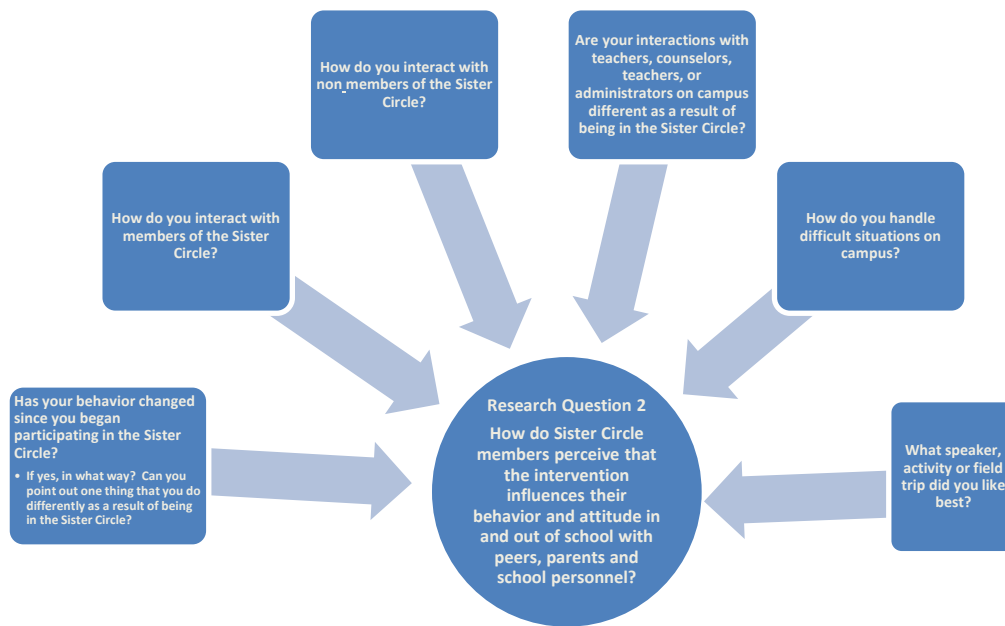 Has your behavior changed
since you began
participating in the Sister
Circle?
• If yes, in what way?  Can you
point out one thing that you do
differently as a result of being
in the Sister Circle?
How do you interact with
members of the Sister
Circle?
How do you interact with
non_members of the Sister
Circle?
Are your interactions with
teachers, counselors,
teachers, or
administrators on campus
different as a result of
being in the Sister Circle?
How do you handle
difficult situations on
campus?
What speaker,
activity or field
trip did you like
best?
Research Question 2
How do Sister Circle
members perceive that
the intervention
influences their
behavior and attitude in
and out of school with
peers, parents and
school personnel?